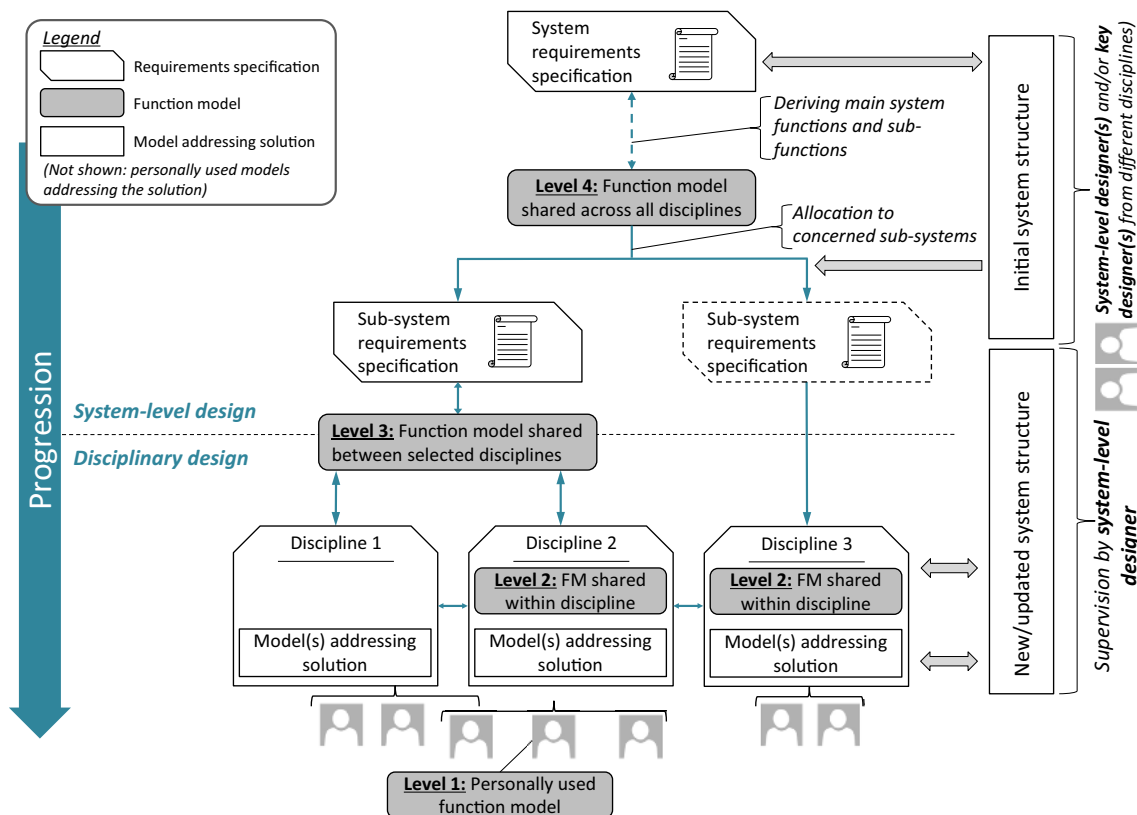 Legend
Requirements specification
Function model
Model addressing solution
(Not shown: personally used models
addressing the solution)
Progression
System
requirements
specification
Deriving main system
functions and sub-
functions
Level 4: Function model
shared across all disciplines
Allocation to
concerned sub-systems
Sub-system
requirements
specification
Sub-system
requirements
specification
System-level design
Disciplinary design
Level 3: Function model shared
between selected disciplines
Discipline 1
Model(s) addressing
solution
Discipline 2
Level 2: FM shared
within discipline
Model(s) addressing
solution
Discipline 3
Level 2: FM shared
within discipline
Model(s) addressing
solution
Level 1: Personally used
function model
Initial system structure
New/updated system structure
System-level designer(s) and/or key
designer(s) from different disciplines)
Supervision by system-level
designer